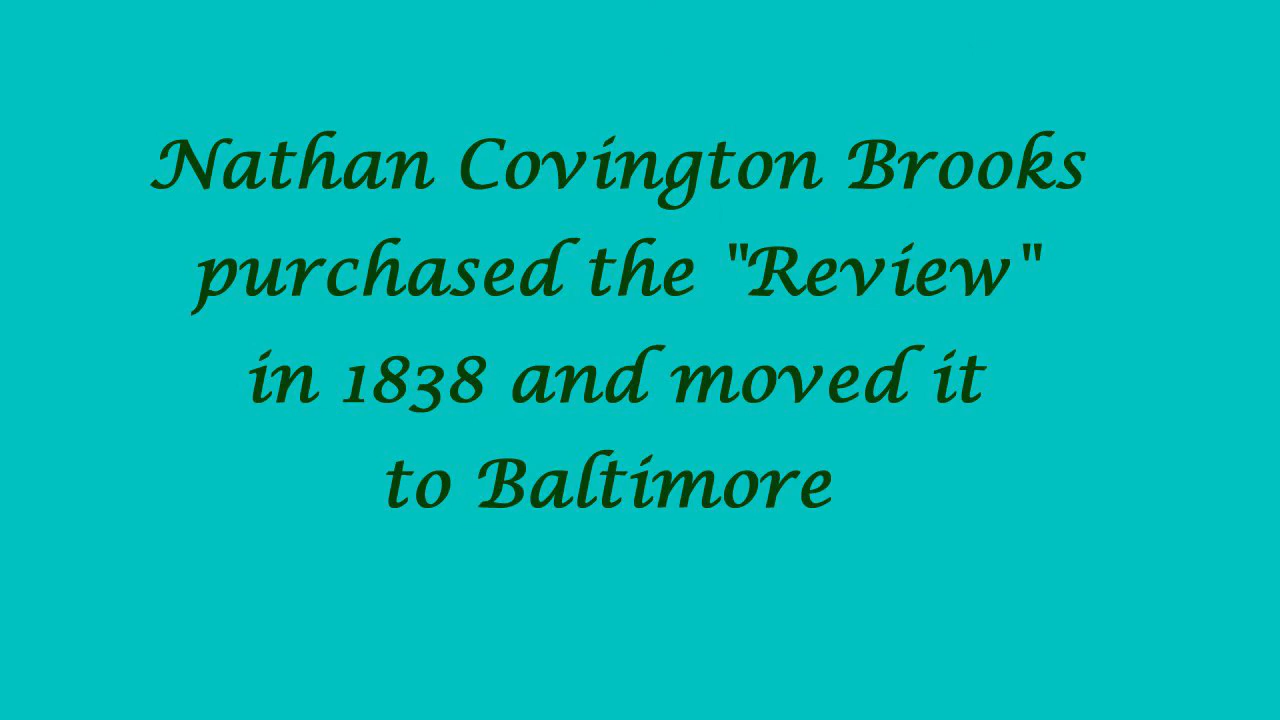 Nathan Covington Brooks
purchased the "Review"
in 1838 and moved it
to Baltimore